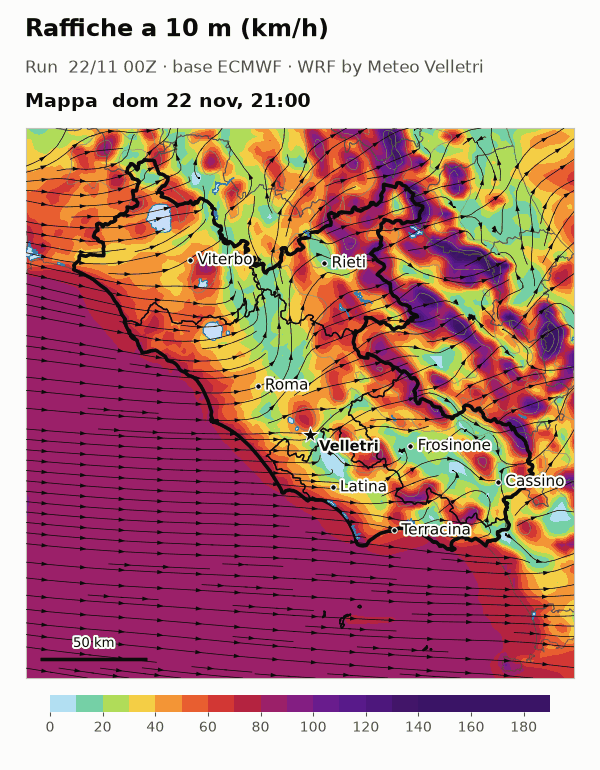 Raffiche a 10 m (km/h)
Run  22/11 00Z · base ECMWF · WRF by Meteo Velletri
Mappa  dom 22 nov, 21:00
Viterbo
Rieti
Roma
Velletri
Frosinone
Latina
Cassino
Terracina
50 km
0 20 40 60 80 100 120 140 160 180